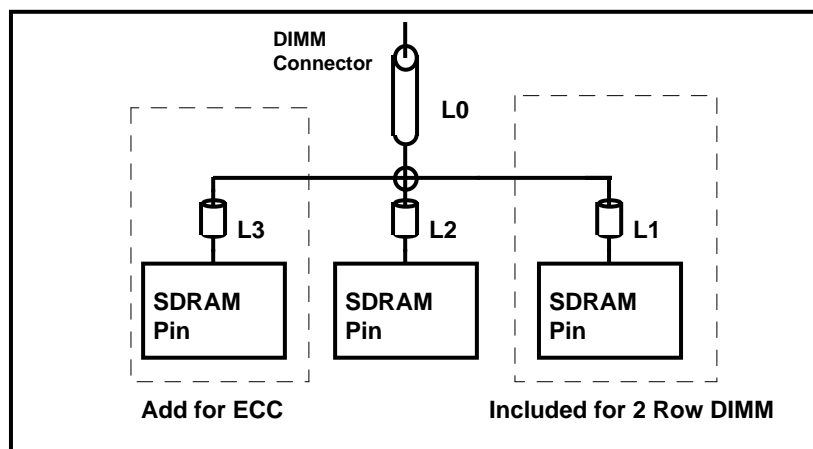 DIMM
Connector
L0
L3
L2
L1
SDRAM
Pin
SDRAM
Pin
SDRAM
Pin
Add for ECC
Included for 2 Row DIMM